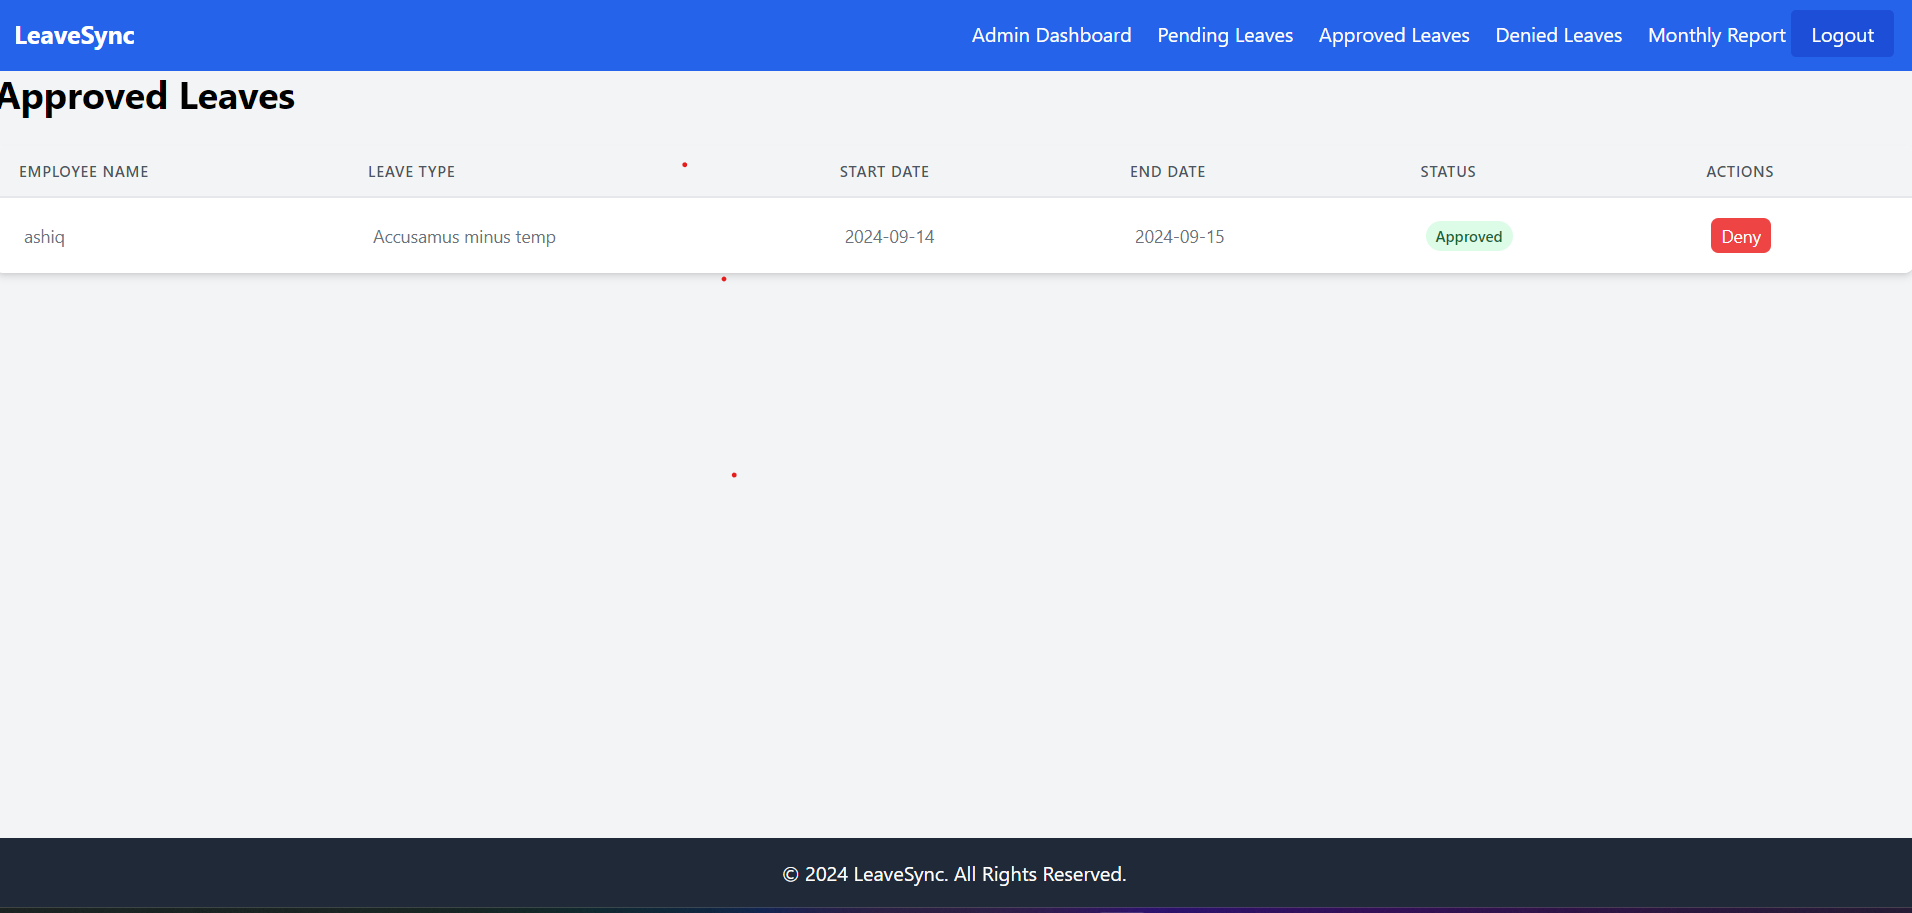 LeaveSync Admin Dashboard Pending Leaves Approved Leaves Denied Leaves Monthly Report Logout
Approved Leaves
EMPLOYEE NAME LEAVE TYPE START DATE END DATE STATUS ACTIONS
ashiq Accusamus minus temp 2024-09-14 2024-09-15 Approved Deny
© 2024 LeaveSync. All Rights Reserved.